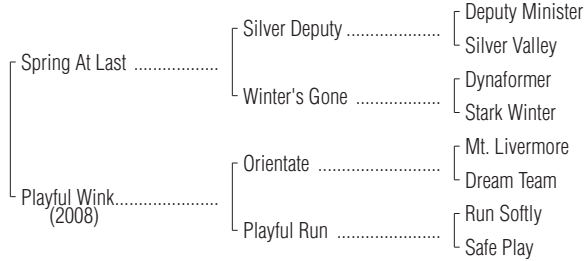 Deputy Minister
Silver Deputy ......................
Silver Valley
Spring At Last ....................
Dynaformer
Winter's Gone ....................
Stark Winter
Mt. Livermore
Orientate ............................
Dream Team
Playful Wink.........................
(2008)
Run Softly
Playful Run ........................
Safe Play